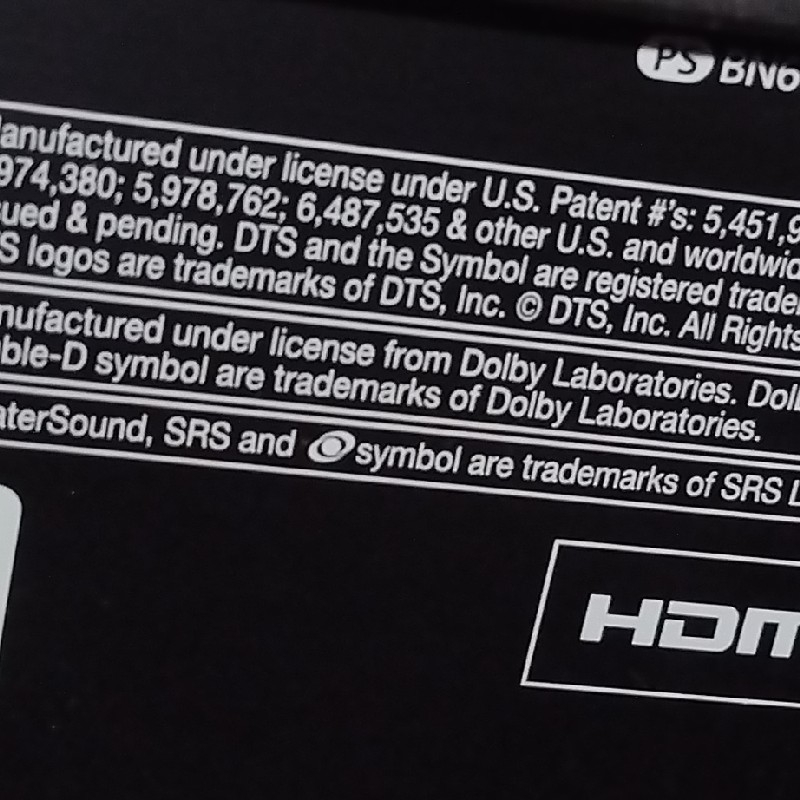 PS BN6
anufactured under license under U.S. Patent #'s: 5,451,9
974,380; 5,978,762; 6,487,535 & other U.S. and worldwid
ued & pending. DTS and the Symbol are registered trade
S logos are trademarks of DTS, Inc. © DTS, Inc. All Rights
nufactured under license from Dolby Laboratories. Dol
ble-D symbol are trademarks of Dolby Laboratories.
aterSound, SRS and symbol are trademarks of SRS L
HDM